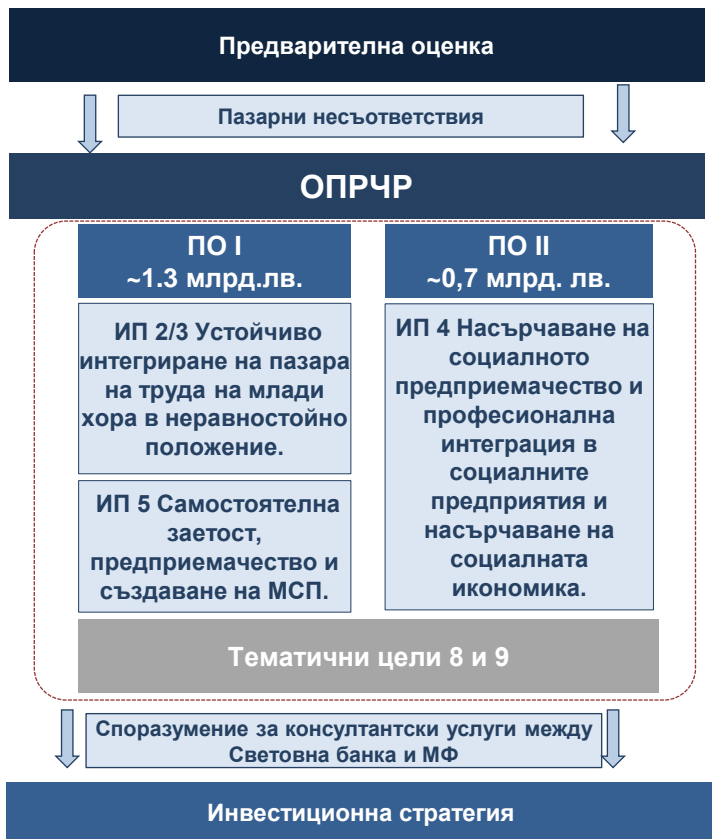 Предварителна оценка
Пазарни несъответствия
ОПРЧР
ПО I
~1.3 млрд.лв.
ИП 2/3 Устойчиво
интегриране на пазара
на труда на млади
хора в неравностойно
положение.
ИП 5 Самостоятелна
заетост,
предприемачество и
създаване на МСП.
ПО II
~0,7 млрд. лв.
ИП 4 Насърчаване на
социалното
предприемачество и
професионална
интеграция в
социалните
предприятия и
насърчаване на
социалната
икономика.
Тематични цели 8 и 9
Споразумение за консултантски услуги между
Световна банка и МФ
Инвестиционна стратегия